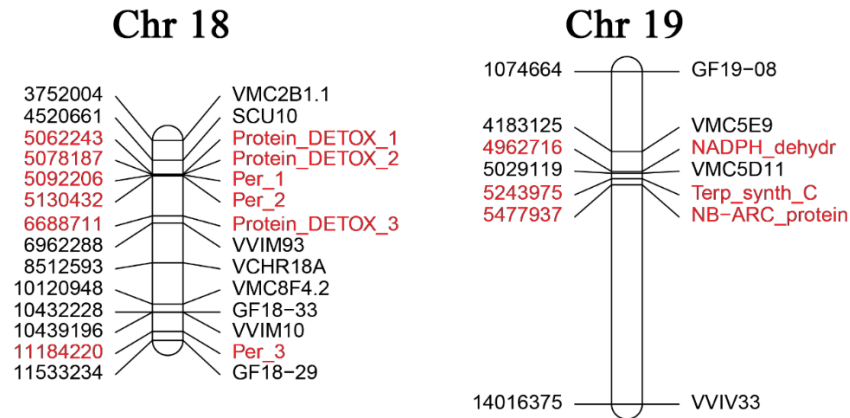 Chr 18
3752004 VMC2B1.1
4520661 SCU10
5062243 Protein_DETOX_1
5078187 Protein_DETOX_2
5092206 Per_1
5130432 Per_2
6688711 Protein_DETOX_3
6962288 VVIM93
8512593 VCHR18A
10120948 VMC8F4.2
10432228 GF18−33
10439196 VVIM10
11184220 Per_3
11533234 GF18−29
Chr 19
1074664 GF19−08
4183125 VMC5E9
4962716 NADPH_dehydr
5029119 VMC5D11
5243975 Terp_synth_C
5477937 NB−ARC_protein
14016375 VVIV33